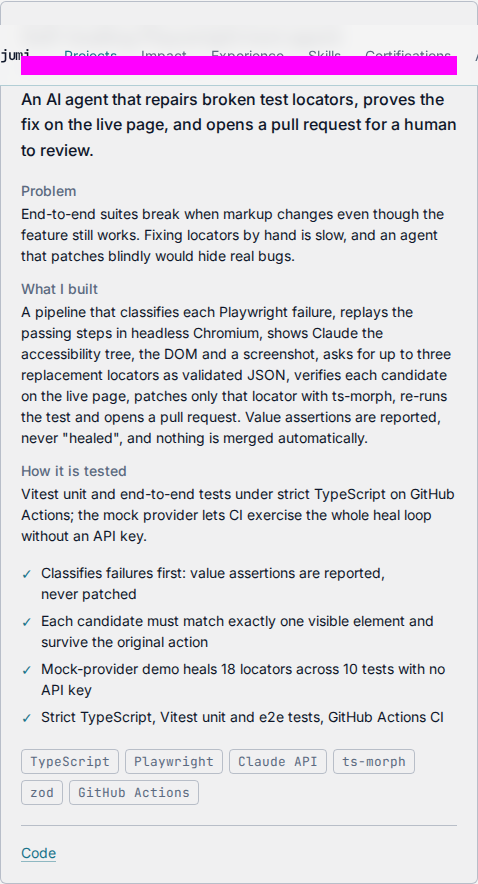 jumi
Projects Impact Experience Skills Certifications
An AI agent that repairs broken test locators, proves the
fix on the live page, and opens a pull request for a human
to review.
Problem
End-to-end suites break when markup changes even though the
feature still works. Fixing locators by hand is slow, and an agent
that patches blindly would hide real bugs.
What I built
A pipeline that classifies each Playwright failure, replays the
passing steps in headless Chromium, shows Claude the
accessibility tree, the DOM and a screenshot, asks for up to three
replacement locators as validated JSON, verifies each candidate
on the live page, patches only that locator with ts-morph, re-runs
the test and opens a pull request. Value assertions are reported,
never "healed", and nothing is merged automatically.
How it is tested
Vitest unit and end-to-end tests under strict TypeScript on GitHub
Actions; the mock provider lets CI exercise the whole heal loop
without an API key.
✓ Classifies failures first: value assertions are reported,
never patched
✓ Each candidate must match exactly one visible element and
survive the original action
✓ Mock-provider demo heals 18 locators across 10 tests with no
API key
✓ Strict TypeScript, Vitest unit and e2e tests, GitHub Actions CI
TypeScript Playwright Claude API ts-morph
zod GitHub Actions
Code